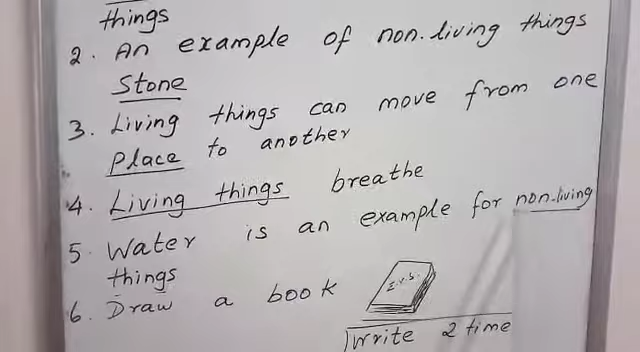 things
2. An example of non-living things
Stone
3. Living things can move from one
Place to another
4. Living things breathe
5. Water is an example for non-living
things
6. Draw a book
E.V.S.
Write 2 time